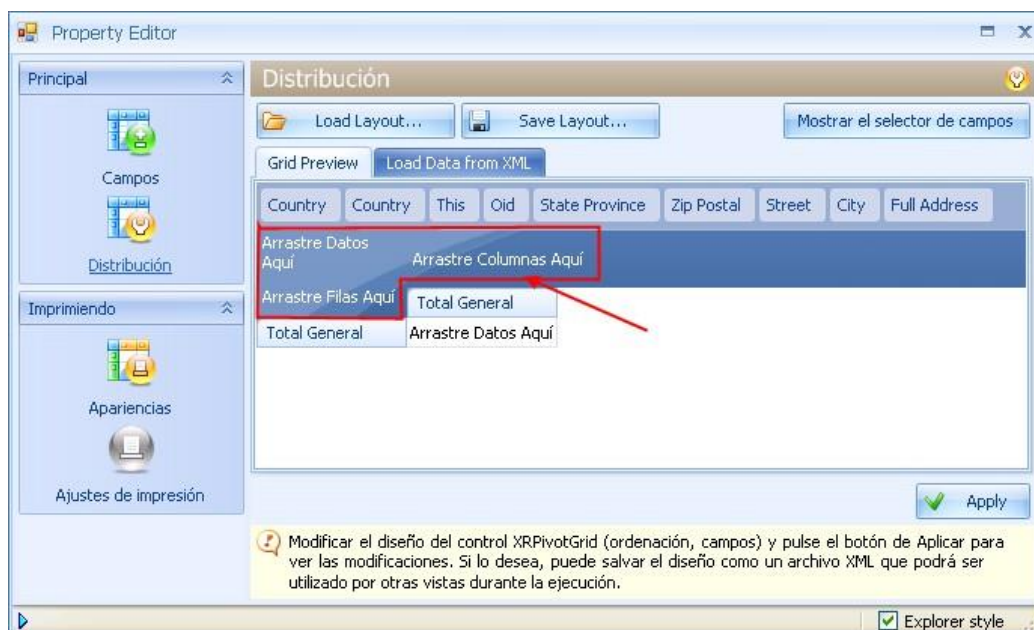 Property Editor
Principal
Campos
Distribución
Imprimiendo
Apariencias
Ajustes de impresión
Distribución
Load Layout...
Save Layout...
Mostrar el selector de campos
Grid Preview
Load Data from XML
Country
Country
This
Oid
State Province
Zip Postal
Street
City
Full Address
Arrastre Datos
Aquí
Arrastre Columnas Aquí
Arrastre Filas Aquí
Total General
Total General
Arrastre Datos Aquí
Apply
Modificar el diseño del control XRPivotGrid (ordenación, campos) y pulse el botón de Aplicar para
ver las modificaciones. Si lo desea, puede salvar el diseño como un archivo XML que podrá ser
utilizado por otras vistas durante la ejecución.
Explorer style